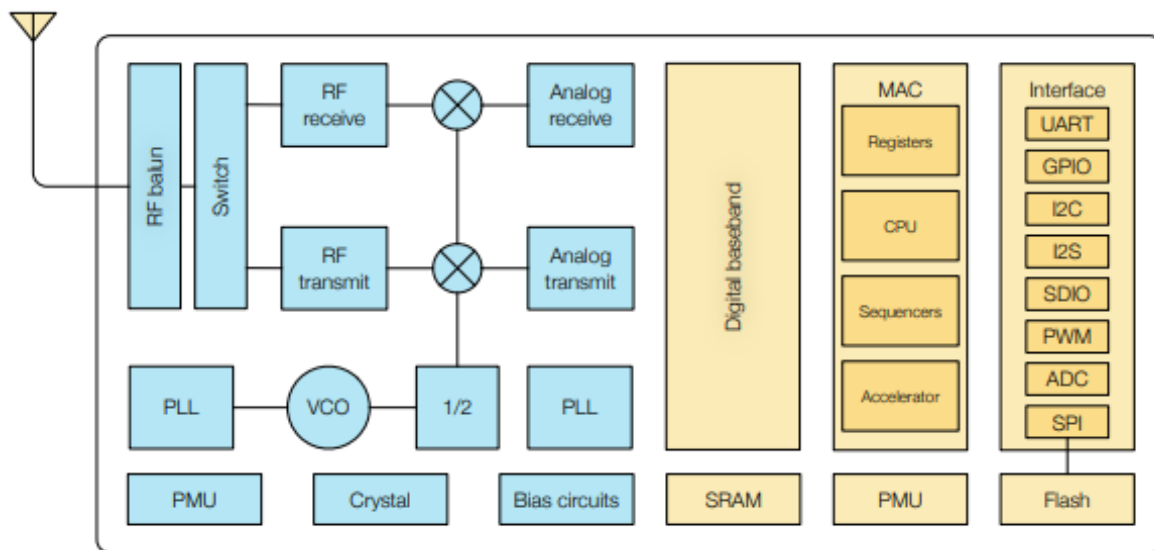 RF balun
Switch
RF
receive
Analog
receive
RF
transmit
Analog
transmit
PLL
VCO
1/2
PLL
PMU
Crystal
Bias circuits
Digital baseband
SRAM
MAC
Registers
CPU
Sequencers
Accelerator
PMU
Interface
UART
GPIO
I2C
I2S
SDIO
PWM
ADC
SPI
Flash